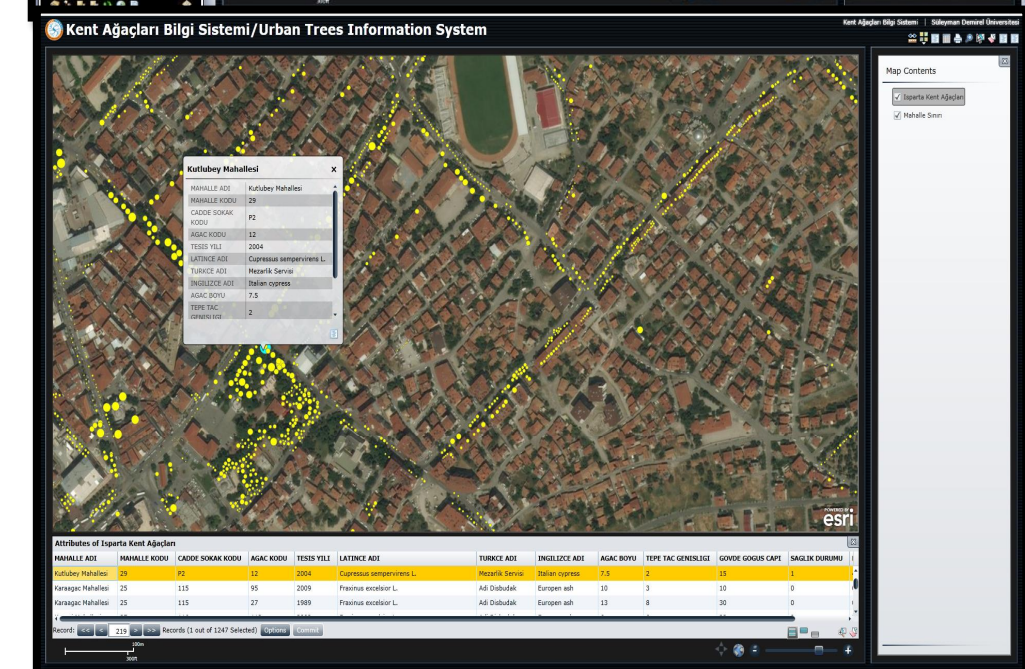 300ft
Kent Ağaçları Bilgi Sistemi/Urban Trees Information System
Kent Ağaçları Bilgi Sistemi | Süleyman Demirel Üniversitesi
Map Contents
Isparta Kent Ağaçları
Mahalle Sınırı
Kutlubey Mahallesi x
MAHALLE ADI Kutlubey Mahallesi
MAHALLE KODU 29
CADDE SOKAK KODU P2
AGAC KODU 12
TESIS YILI 2004
LATINCE ADI Cupressus sempervirens L.
TURKCE ADI Mezarlik Servisi
INGILIZCE ADI Italian cypress
AGAC BOYU 7.5
TEPE TAC GENISLIGI 2
POWERED BY
esri
Attributes of Isparta Kent Ağaçları
MAHALLE ADI MAHALLE KODU CADDE SOKAK KODU AGAC KODU TESIS YILI LATINCE ADI TURKCE ADI INGILIZCE ADI AGAC BOYU TEPE TAC GENISLIGI GOVDE GOGUS CAPI SAGLIK DURUMU
Kutlubey Mahallesi 29 P2 12 2004 Cupressus sempervirens L. Mezarlik Servisi Italian cypress 7.5 2 15 1
Karaagac Mahallesi 25 115 95 2009 Fraxinus excelsior L. Adi Disbudak Europen ash 10 3 10 0
Karaagac Mahallesi 25 115 27 1989 Fraxinus excelsior L. Adi Disbudak Europen ash 13 8 30 0
Record: << < 219 > >> Records (1 out of 1247 Selected) Options Commit
100m
300ft